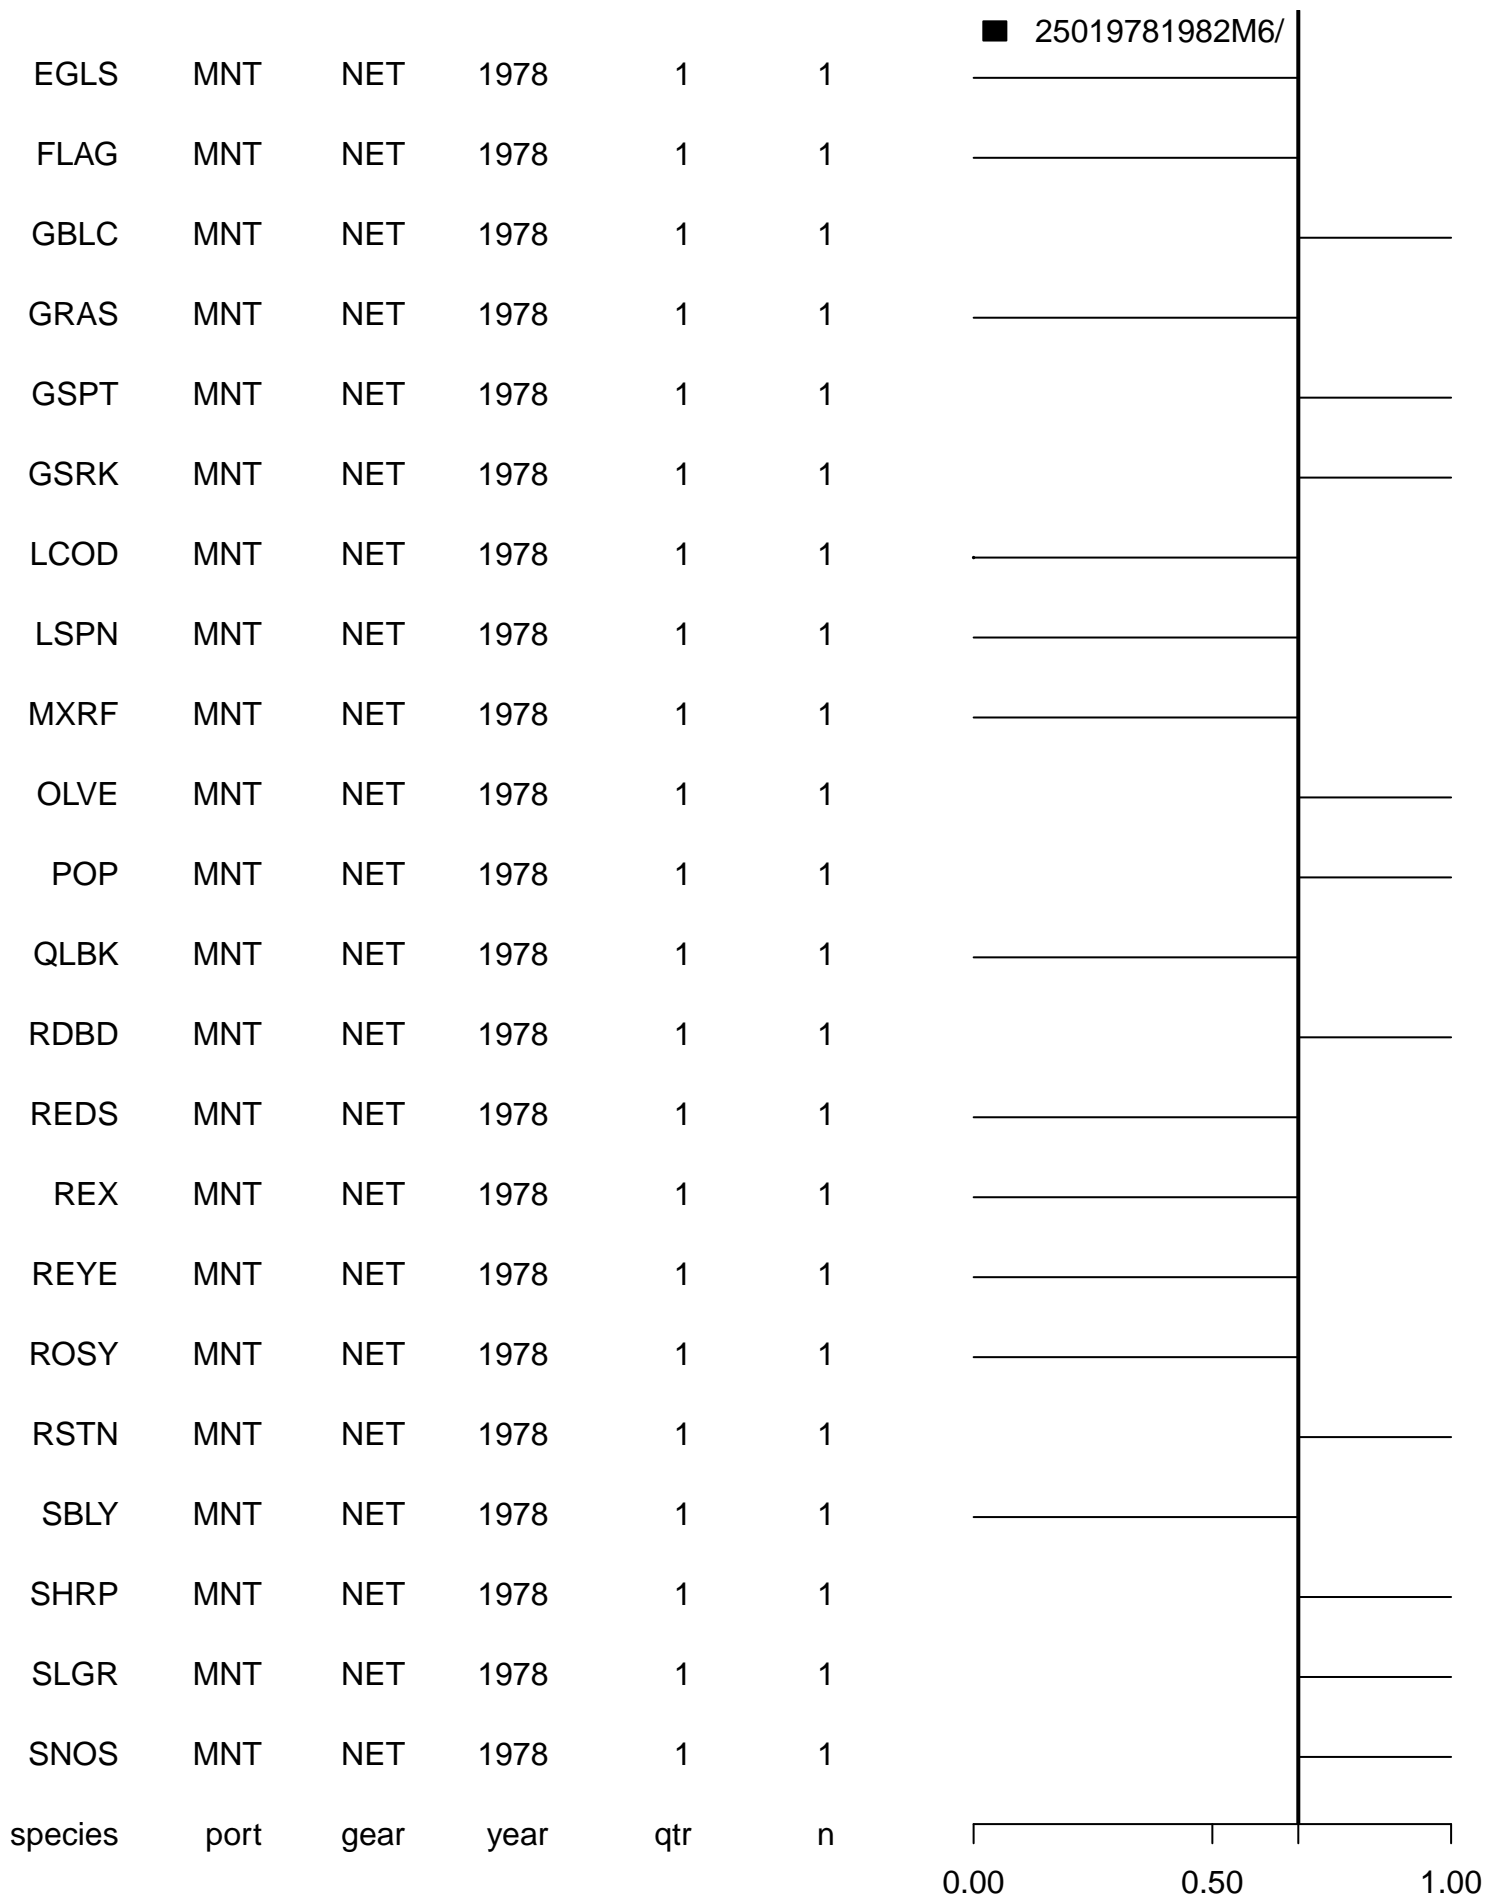 25019781982M6/
EGLS MNT NET 1978 1 1
FLAG MNT NET 1978 1 1
GBLC MNT NET 1978 1 1
GRAS MNT NET 1978 1 1
GSPT MNT NET 1978 1 1
GSRK MNT NET 1978 1 1
LCOD MNT NET 1978 1 1
LSPN MNT NET 1978 1 1
MXRF MNT NET 1978 1 1
OLVE MNT NET 1978 1 1
POP MNT NET 1978 1 1
QLBK MNT NET 1978 1 1
RDBD MNT NET 1978 1 1
REDS MNT NET 1978 1 1
REX MNT NET 1978 1 1
REYE MNT NET 1978 1 1
ROSY MNT NET 1978 1 1
RSTN MNT NET 1978 1 1
SBLY MNT NET 1978 1 1
SHRP MNT NET 1978 1 1
SLGR MNT NET 1978 1 1
SNOS MNT NET 1978 1 1
species port gear year qtr n
0.00 0.50 1.00